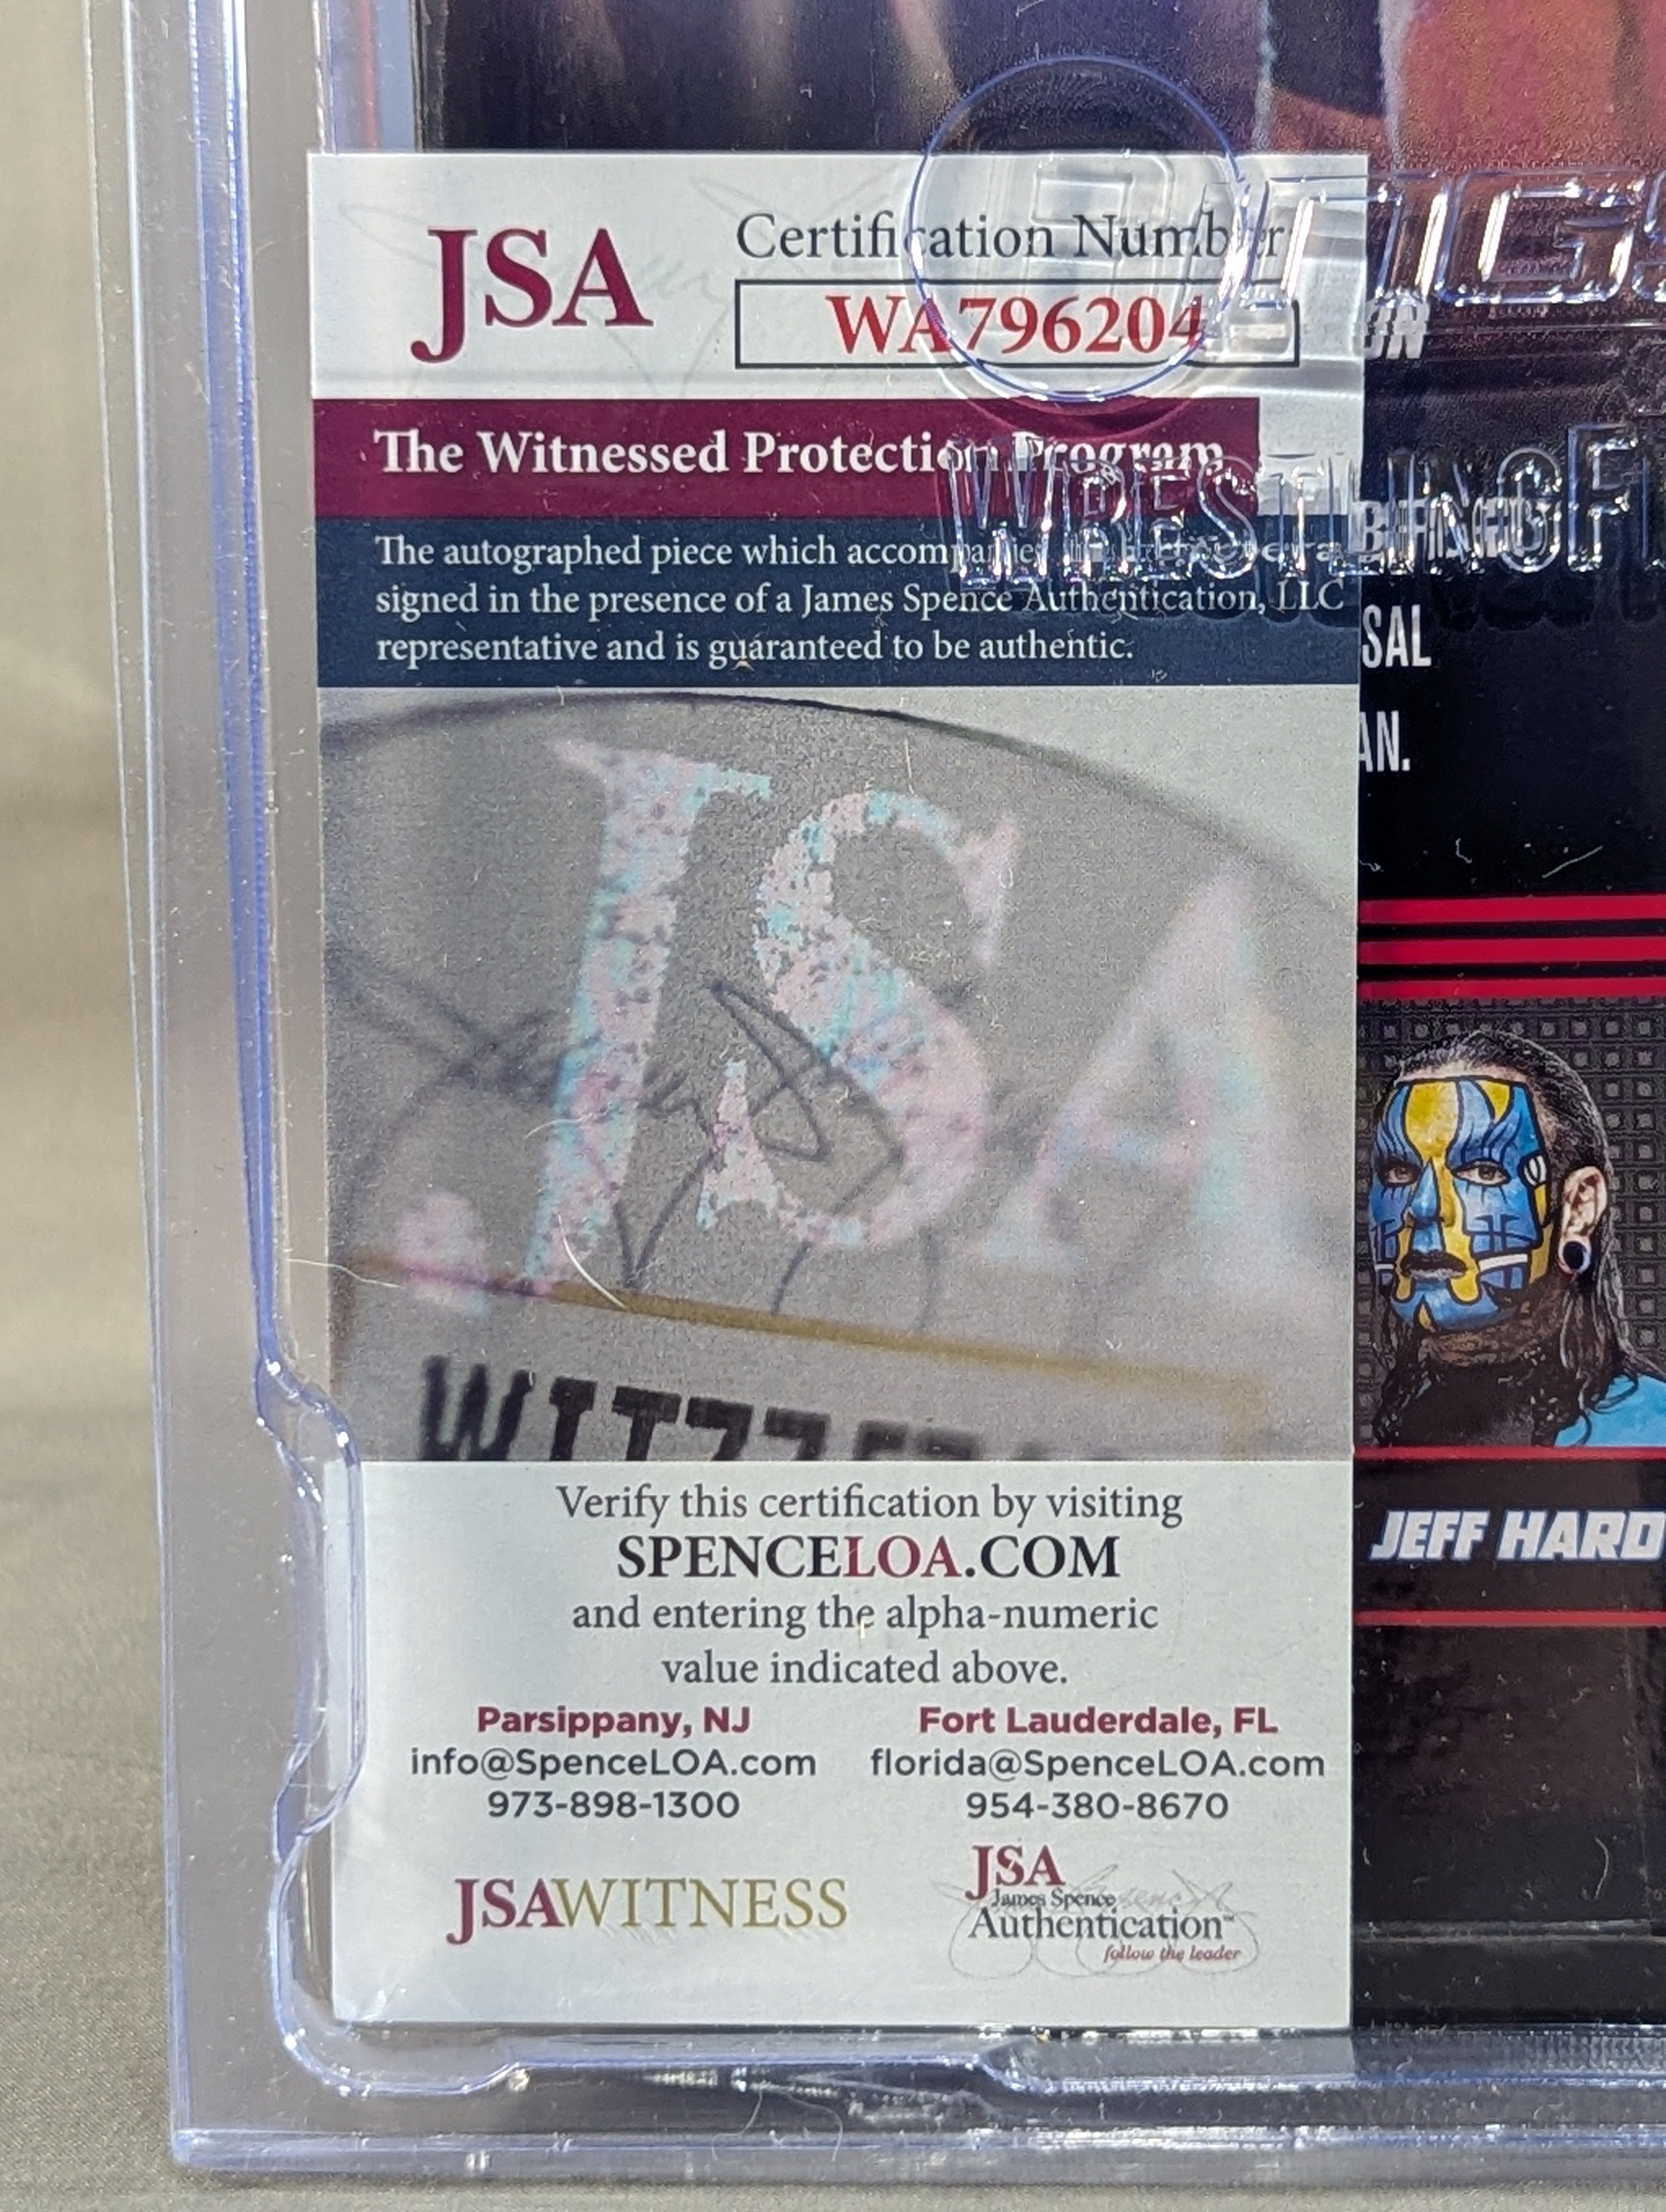 JSA
Certification Number
WA796204
The Witnessed Protection Program
The autographed piece which accompanies
signed in the presence of a James Spence Authentication, LLC
representative and is guaranteed to be authentic.
ON
WRESTLINGFI
SAL
AN.
JSA
Verify this certification by visiting
SPENCELOA.COM
and entering the alpha-numeric
value indicated above.
Parsippany, NJ
info@SpenceLOA.com
973-898-1300
Fort Lauderdale, FL
florida@SpenceLOA.com
954-380-8670
JSAWITNESS
JSA
James Spence
Authentication™
follow the leader
JEFF HARD